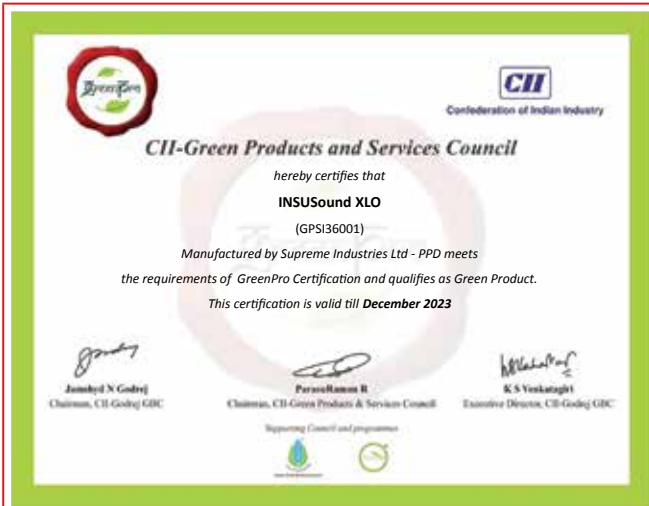 GreenPro
CII
Confederation of Indian Industry
CII-Green Products and Services Council
hereby certifies that
INSUSound XLO
(GPSI36001)
Manufactured by Supreme Industries Ltd - PPD meets
the requirements of GreenPro Certification and qualifies as Green Product.
This certification is valid till December 2023
Jamshyd N Godrej
Chairman, CII-Godrej GBC
ParasuRaman R
Chairman, CII-Green Products & Services Council
K S Venkatagiri
Executive Director, CII-Godrej GBC
Supporting Council and programmes